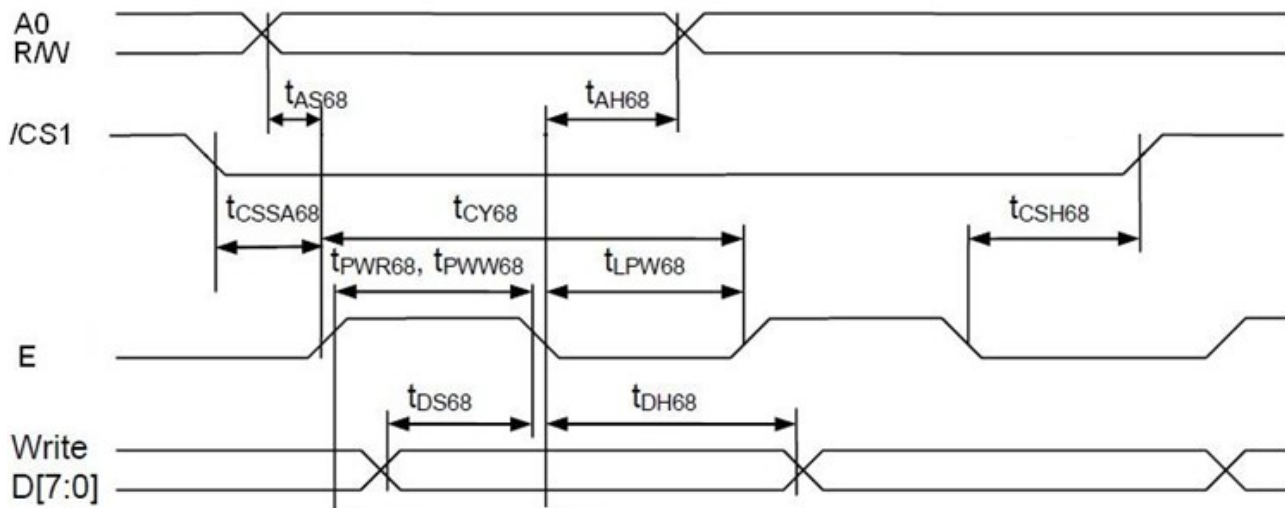 A0
R/W
tAS68 tAH68
/CS1
tCSSA68 tCY68 tCSH68
tPWR68, tPWW68 tLPW68
E
tDS68 tDH68
Write
D[7:0]